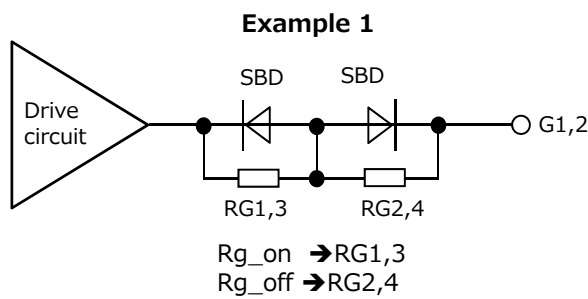 Example 1
SBD
SBD
Drive
circuit
G1,2
RG1,3
RG2,4
Rg_on ➔RG1,3
Rg_off ➔RG2,4